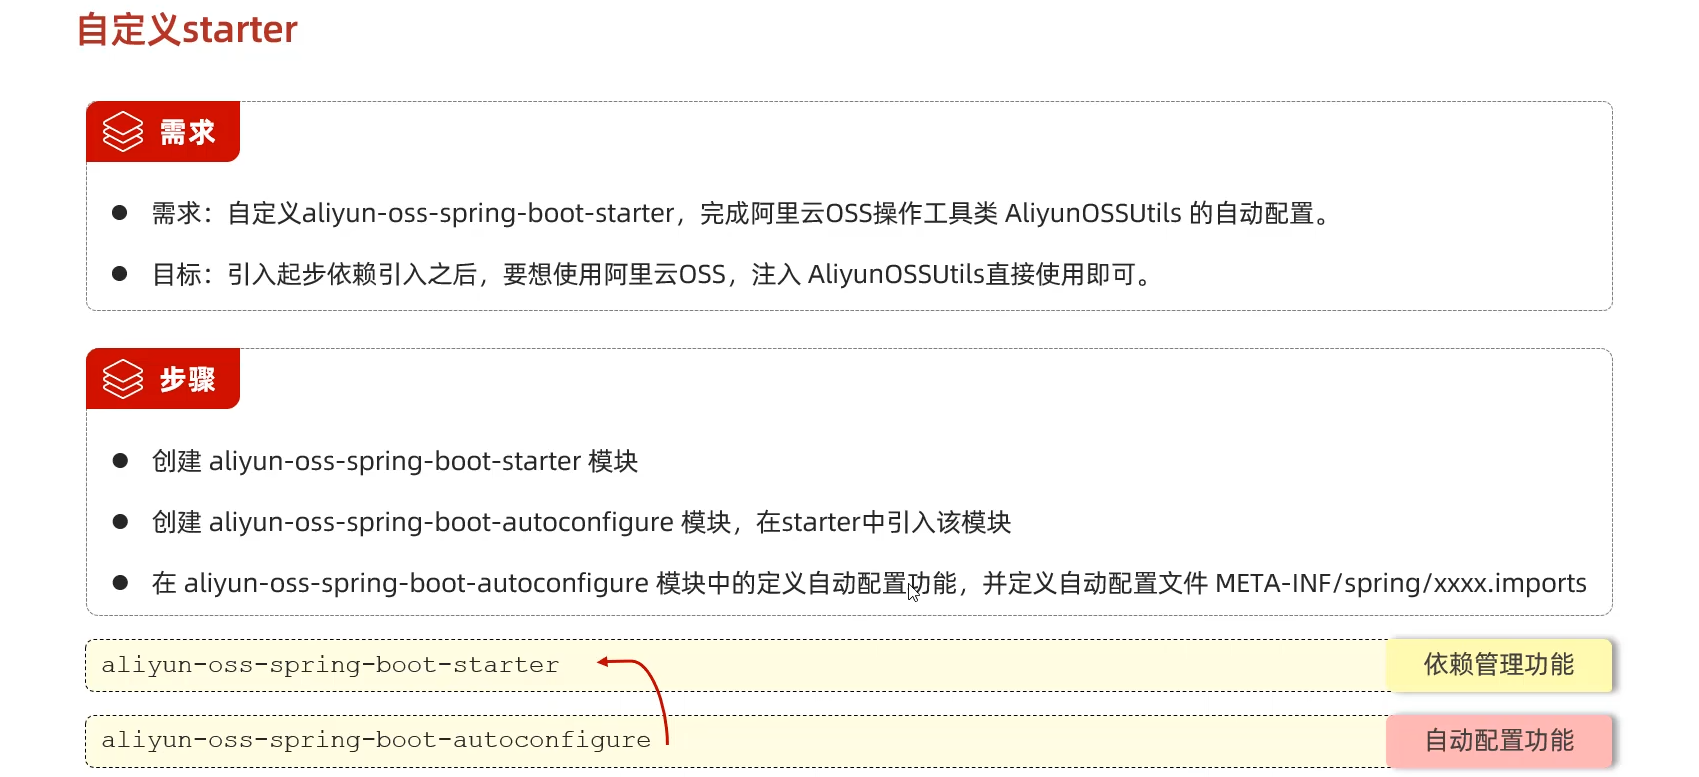 自定义starter
需求
需求：自定义aliyun-oss-spring-boot-starter，完成阿里云OSS操作工具类 AliyunOSSUtils 的自动配置。
目标：引入起步依赖引入之后，要想使用阿里云OSS，注入 AliyunOSSUtils直接使用即可。
步骤
创建 aliyun-oss-spring-boot-starter 模块
创建 aliyun-oss-spring-boot-autoconfigure 模块，在starter中引入该模块
在 aliyun-oss-spring-boot-autoconfigure 模块中的定义自动配置功能，并定义自动配置文件 META-INF/spring/xxxx.imports
aliyun-oss-spring-boot-starter 依赖管理功能
aliyun-oss-spring-boot-autoconfigure 自动配置功能